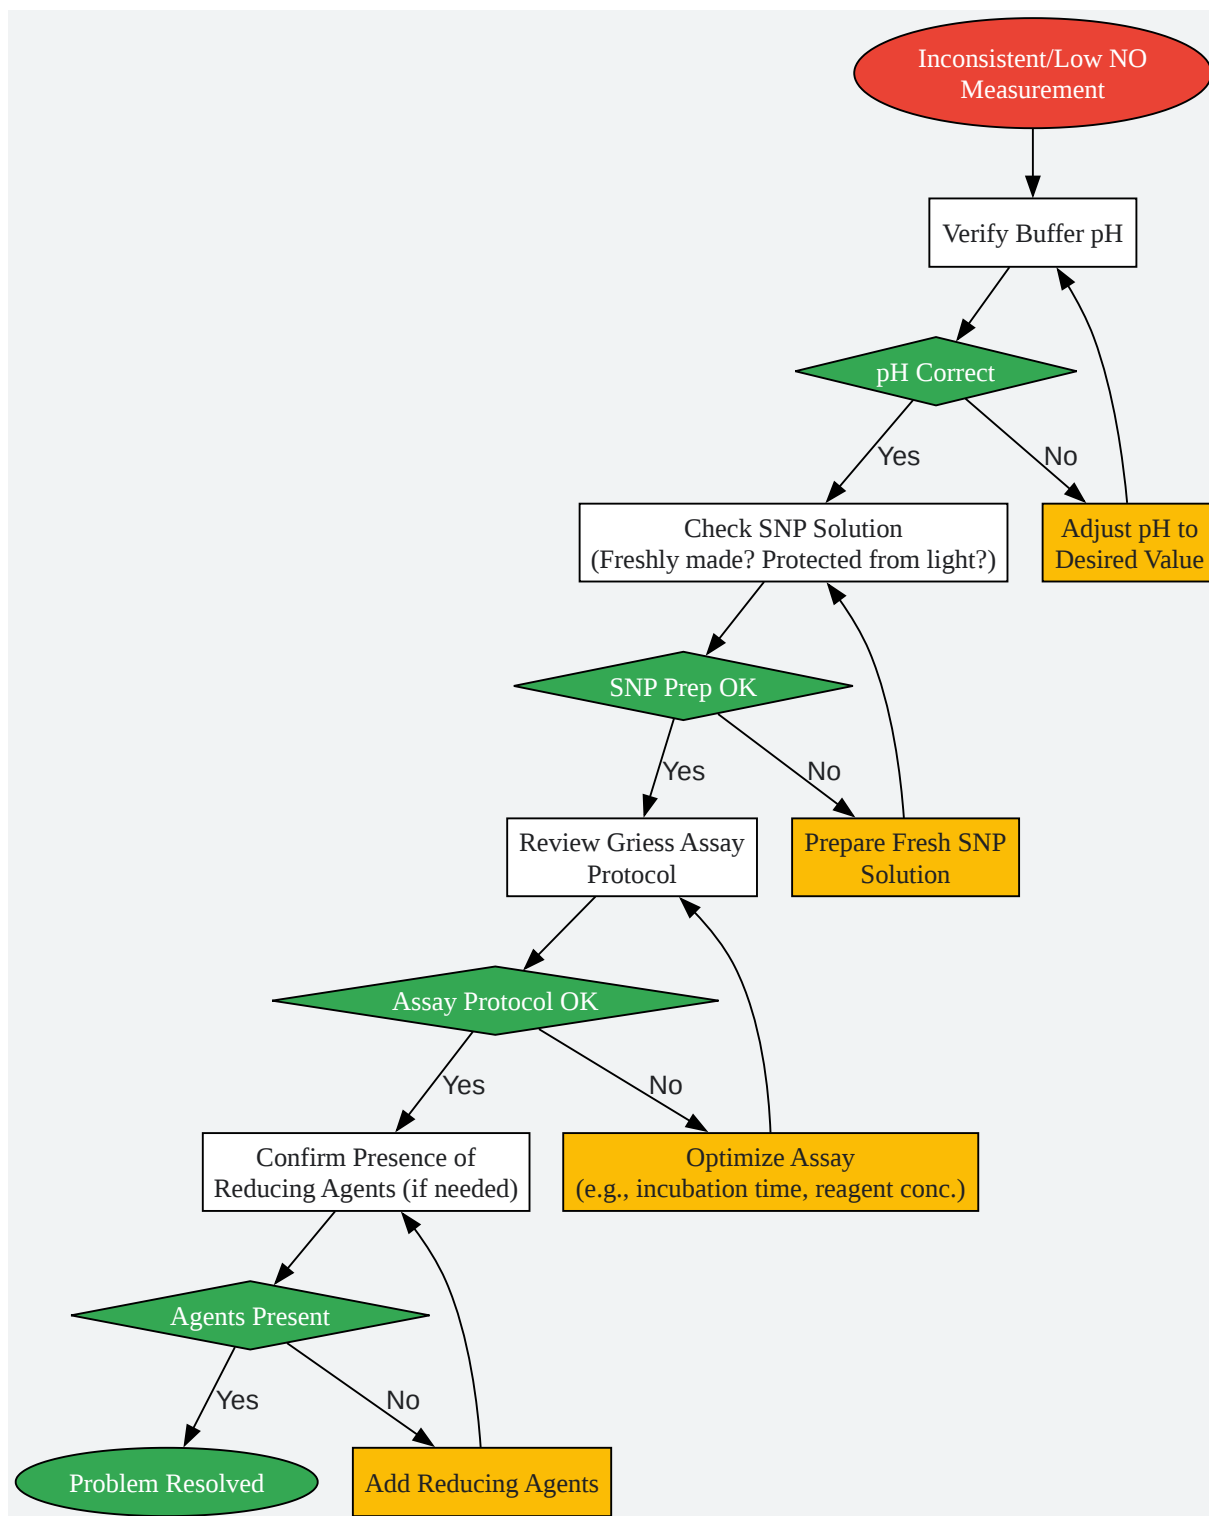 Inconsistent/Low NO
Measurement
Verify Buffer pH
pH Correct
Yes
No
Check SNP Solution
(Freshly made? Protected from light?)
Adjust pH to
Desired Value
SNP Prep OK
Yes
No
Review Griess Assay
Protocol
Prepare Fresh SNP
Solution
Assay Protocol OK
Yes
No
Confirm Presence of
Reducing Agents (if needed)
Optimize Assay
(e.g., incubation time, reagent conc.)
Agents Present
Yes
No
Problem Resolved
Add Reducing Agents